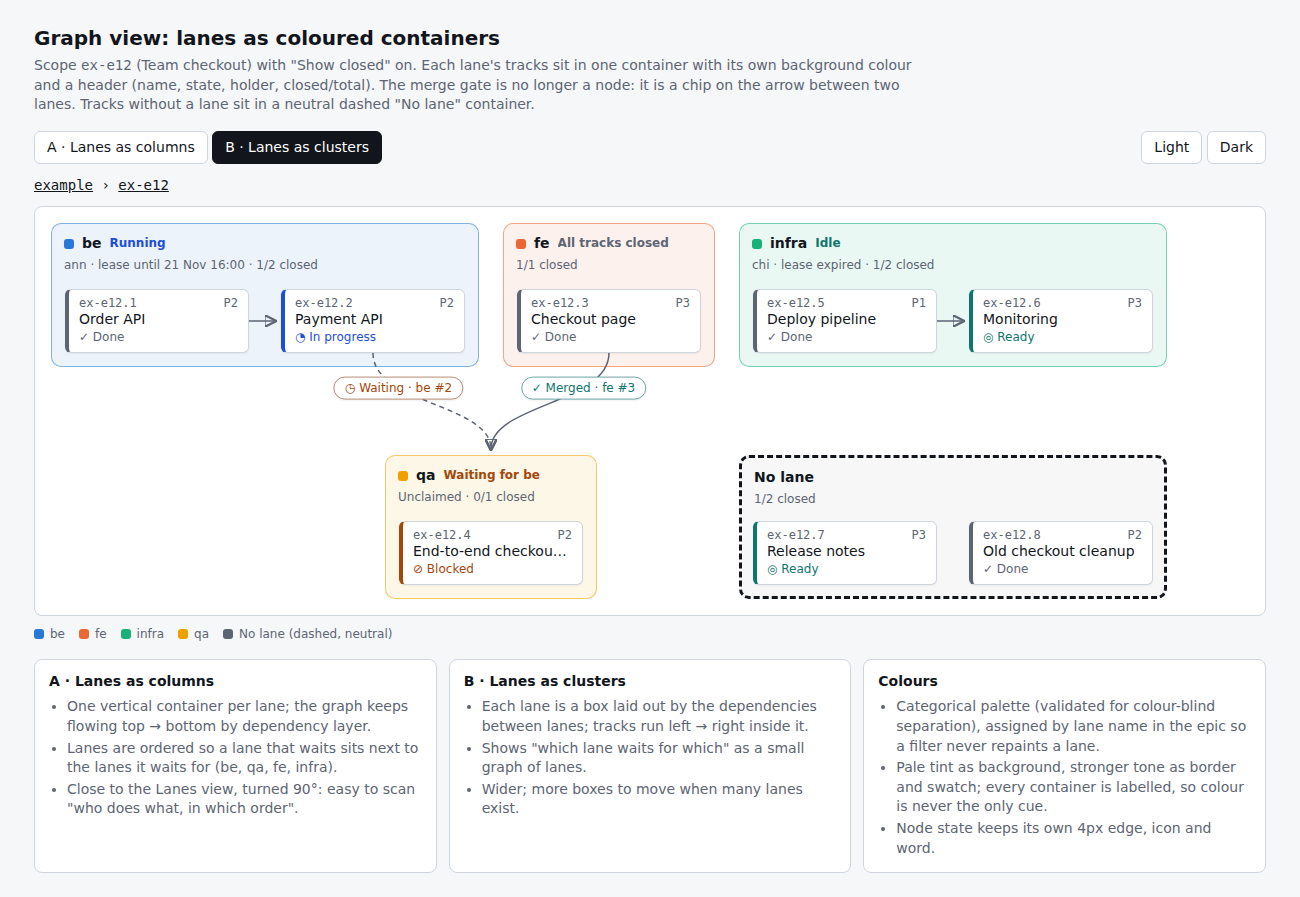 Graph view: lanes as coloured containers
Scope ex-e12 (Team checkout) with "Show closed" on. Each lane's tracks sit in one container with its own background colour
and a header (name, state, holder, closed/total). The merge gate is no longer a node: it is a chip on the arrow between two
lanes. Tracks without a lane sit in a neutral dashed "No lane" container.
A · Lanes as columns
B · Lanes as clusters
Light
Dark
example › ex-e12
be Running
ann · lease until 21 Nov 16:00 · 1/2 closed
ex-e12.1 P2
Order API
✓ Done
ex-e12.2 P2
Payment API
◔ In progress
fe All tracks closed
1/1 closed
ex-e12.3 P3
Checkout page
✓ Done
infra Idle
chi · lease expired · 1/2 closed
ex-e12.5 P1
Deploy pipeline
✓ Done
ex-e12.6 P3
Monitoring
◎ Ready
◷ Waiting · be #2
✓ Merged · fe #3
qa Waiting for be
Unclaimed · 0/1 closed
ex-e12.4 P2
End-to-end checkou…
⊘ Blocked
No lane
1/2 closed
ex-e12.7 P3
Release notes
◎ Ready
ex-e12.8 P2
Old checkout cleanup
✓ Done
be
fe
infra
qa
No lane (dashed, neutral)
A · Lanes as columns
• One vertical container per lane; the graph keeps
flowing top → bottom by dependency layer.
• Lanes are ordered so a lane that waits sits next to
the lanes it waits for (be, qa, fe, infra).
• Close to the Lanes view, turned 90°: easy to scan
"who does what, in which order".
B · Lanes as clusters
• Each lane is a box laid out by the dependencies
between lanes; tracks run left → right inside it.
• Shows "which lane waits for which" as a small
graph of lanes.
• Wider; more boxes to move when many lanes
exist.
Colours
• Categorical palette (validated for colour-blind
separation), assigned by lane name in the epic so
a filter never repaints a lane.
• Pale tint as background, stronger tone as border
and swatch; every container is labelled, so colour
is never the only cue.
• Node state keeps its own 4px edge, icon and
word.